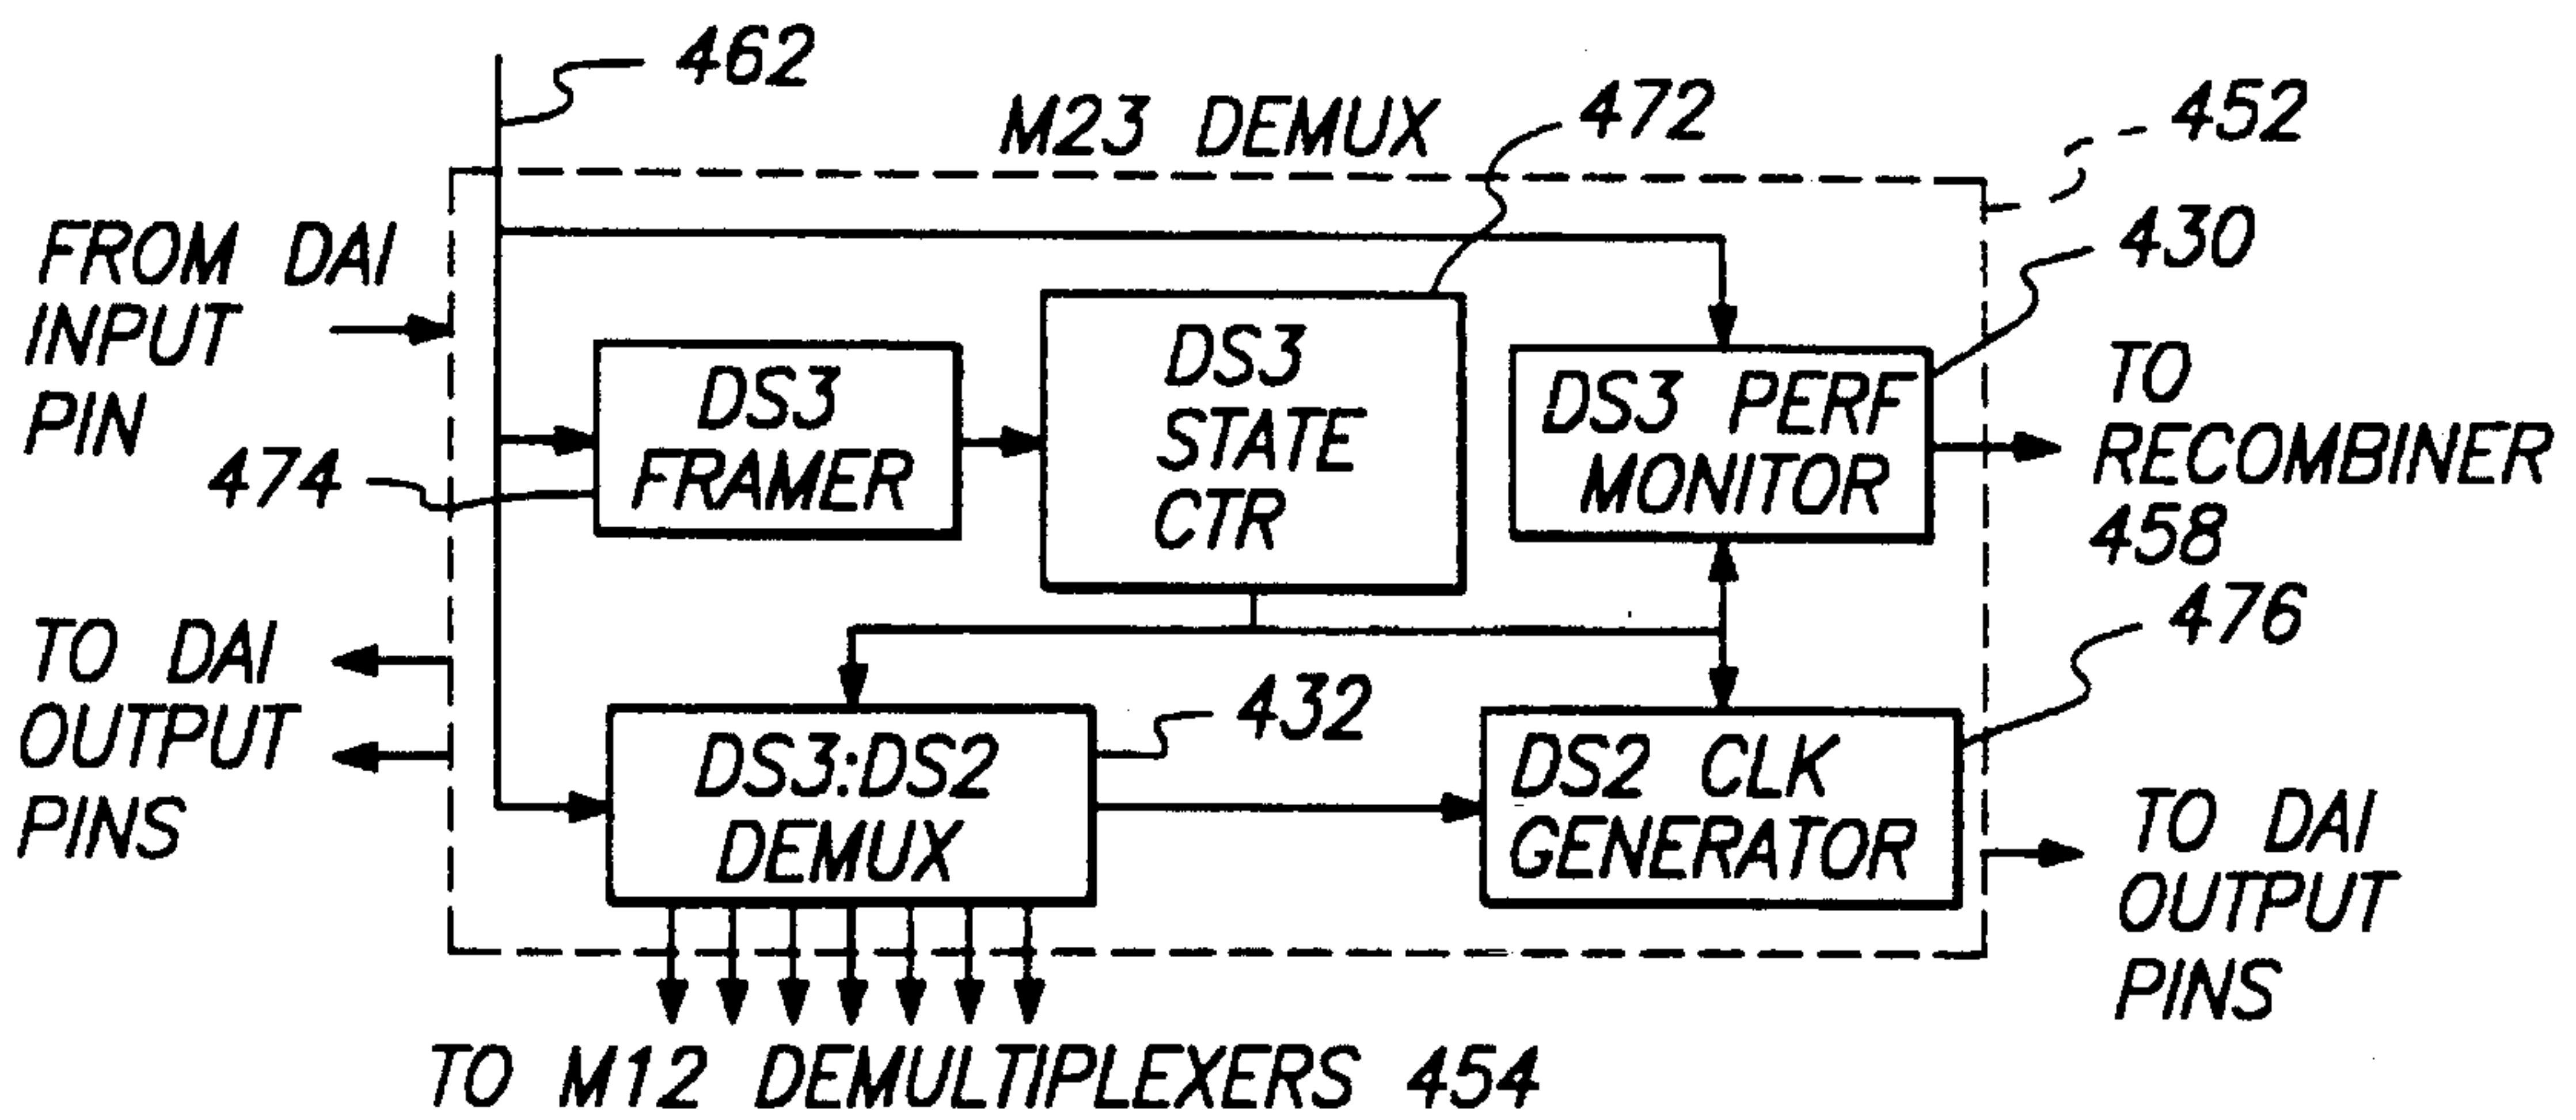 462
M23 DEMUX
472
452
FROM DAI
INPUT
PIN
430
DS3
FRAMER
474
DS3
STATE
CTR
DS3 PERF
MONITOR
TO
RECOMBINER
458
476
TO DAI
OUTPUT
PINS
432
DS3:DS2
DEMUX
DS2 CLK
GENERATOR
TO DAI
OUTPUT
PINS
TO M12 DEMULTIPLEXERS 454